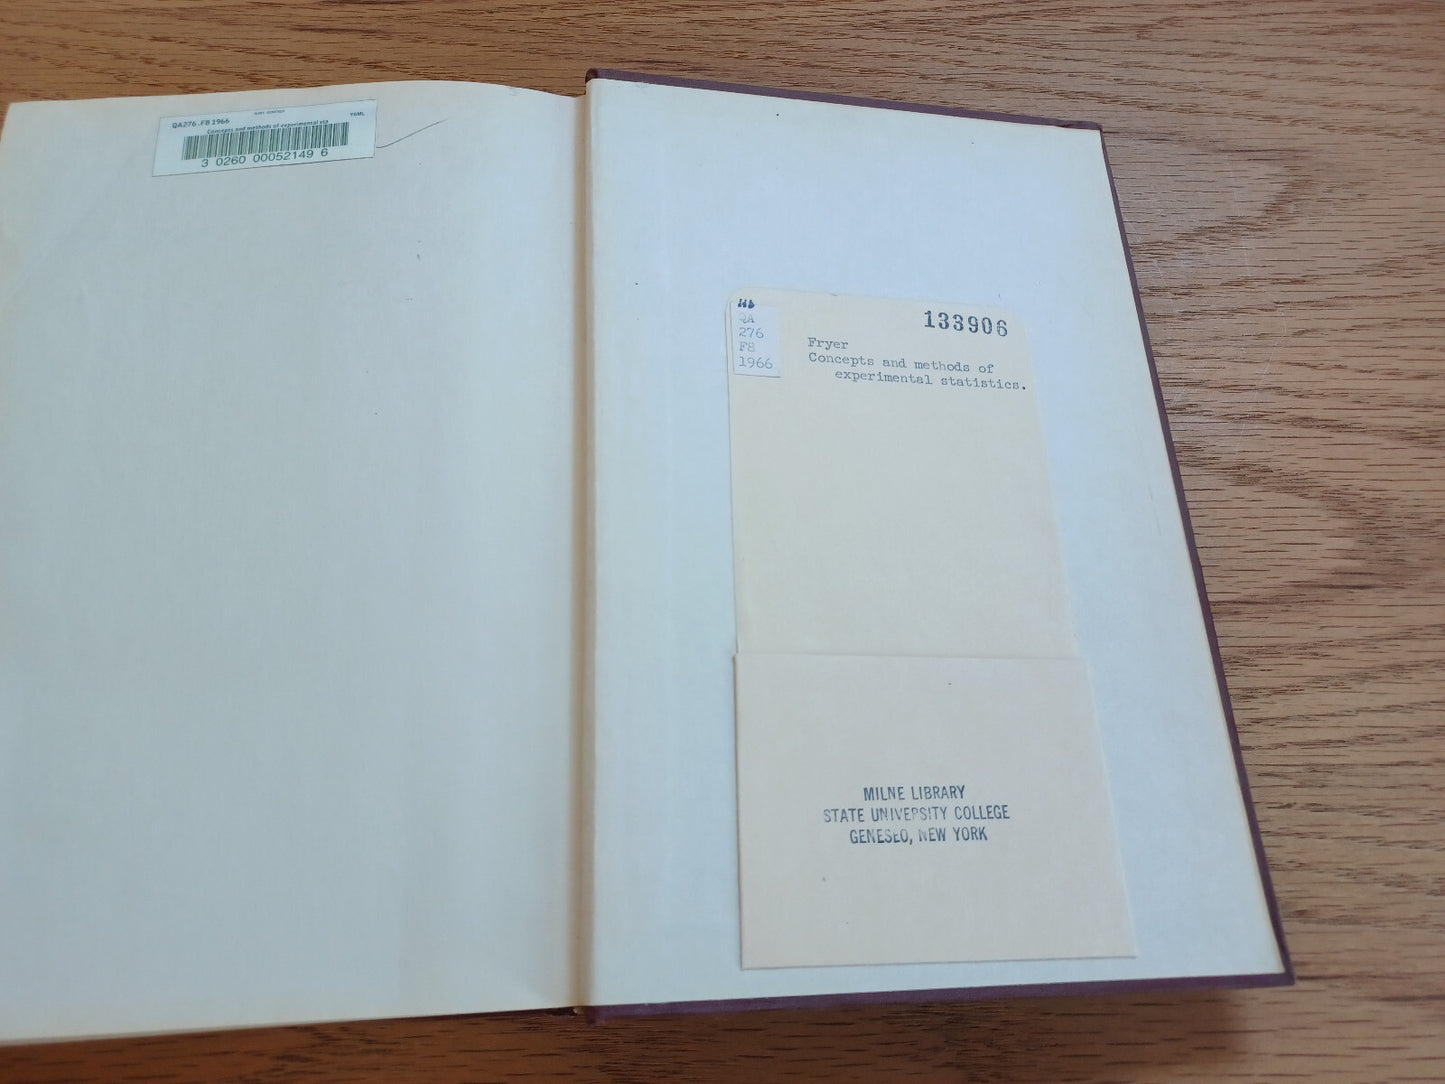 QA276 .F8 1966
YGML
Concepts and methods of experimental sta
3 0260 00052149 6
QA
276
F8
1966
133906
Fryer
Concepts and methods of
experimental statistics.
MILNE LIBRARY
STATE UNIVERSITY COLLEGE
GENESEO, NEW YORK